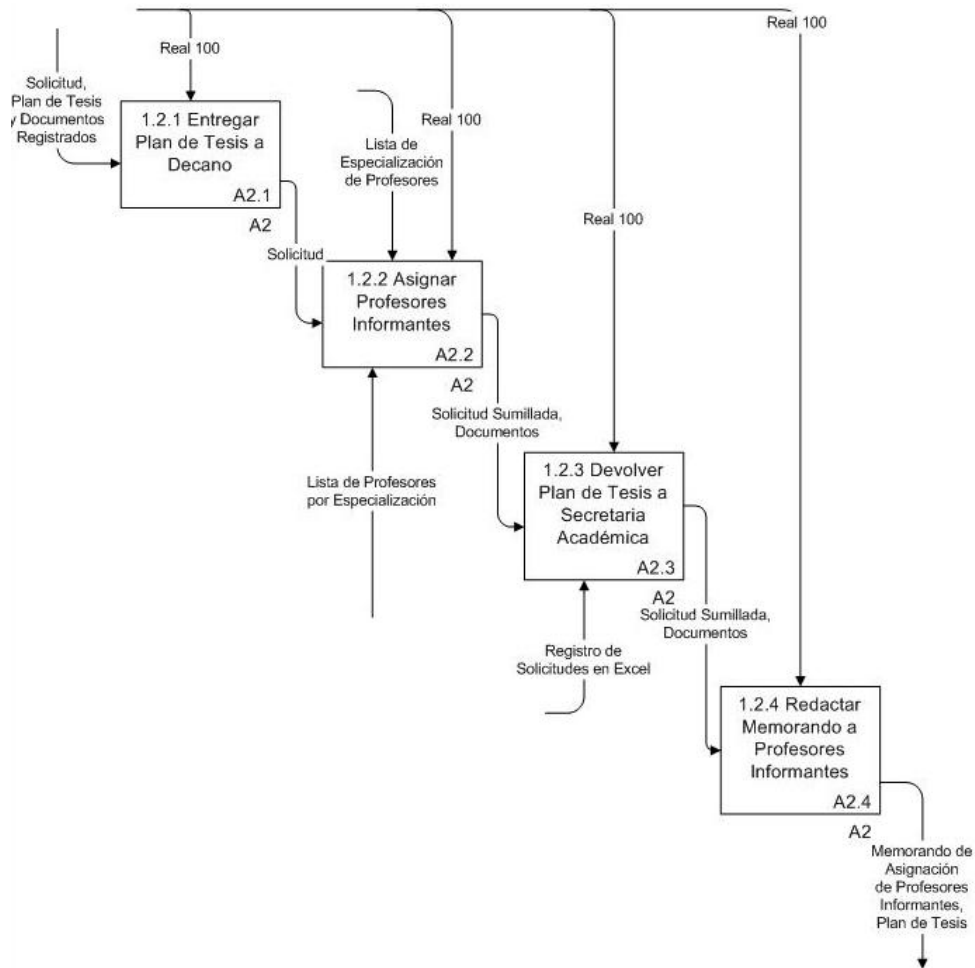 Real 100
Real 100
Solicitud,
Plan de Tesis
y Documentos
Registrados
1.2.1 Entregar
Plan de Tesis a
Decano
A2.1
A2
Lista de
Especialización
de Profesores
Real 100
Real 100
Solicitud
1.2.2 Asignar
Profesores
Informantes
A2.2
A2
Solicitud Sumillada,
Documentos
Lista de Profesores
por Especialización
1.2.3 Devolver
Plan de Tesis a
Secretaria
Académica
A2.3
A2
Solicitud Sumillada,
Documentos
Registro de
Solicitudes en Excel
1.2.4 Redactar
Memorando a
Profesores
Informantes
A2.4
A2
Memorando de
Asignación
de Profesores
Informantes,
Plan de Tesis